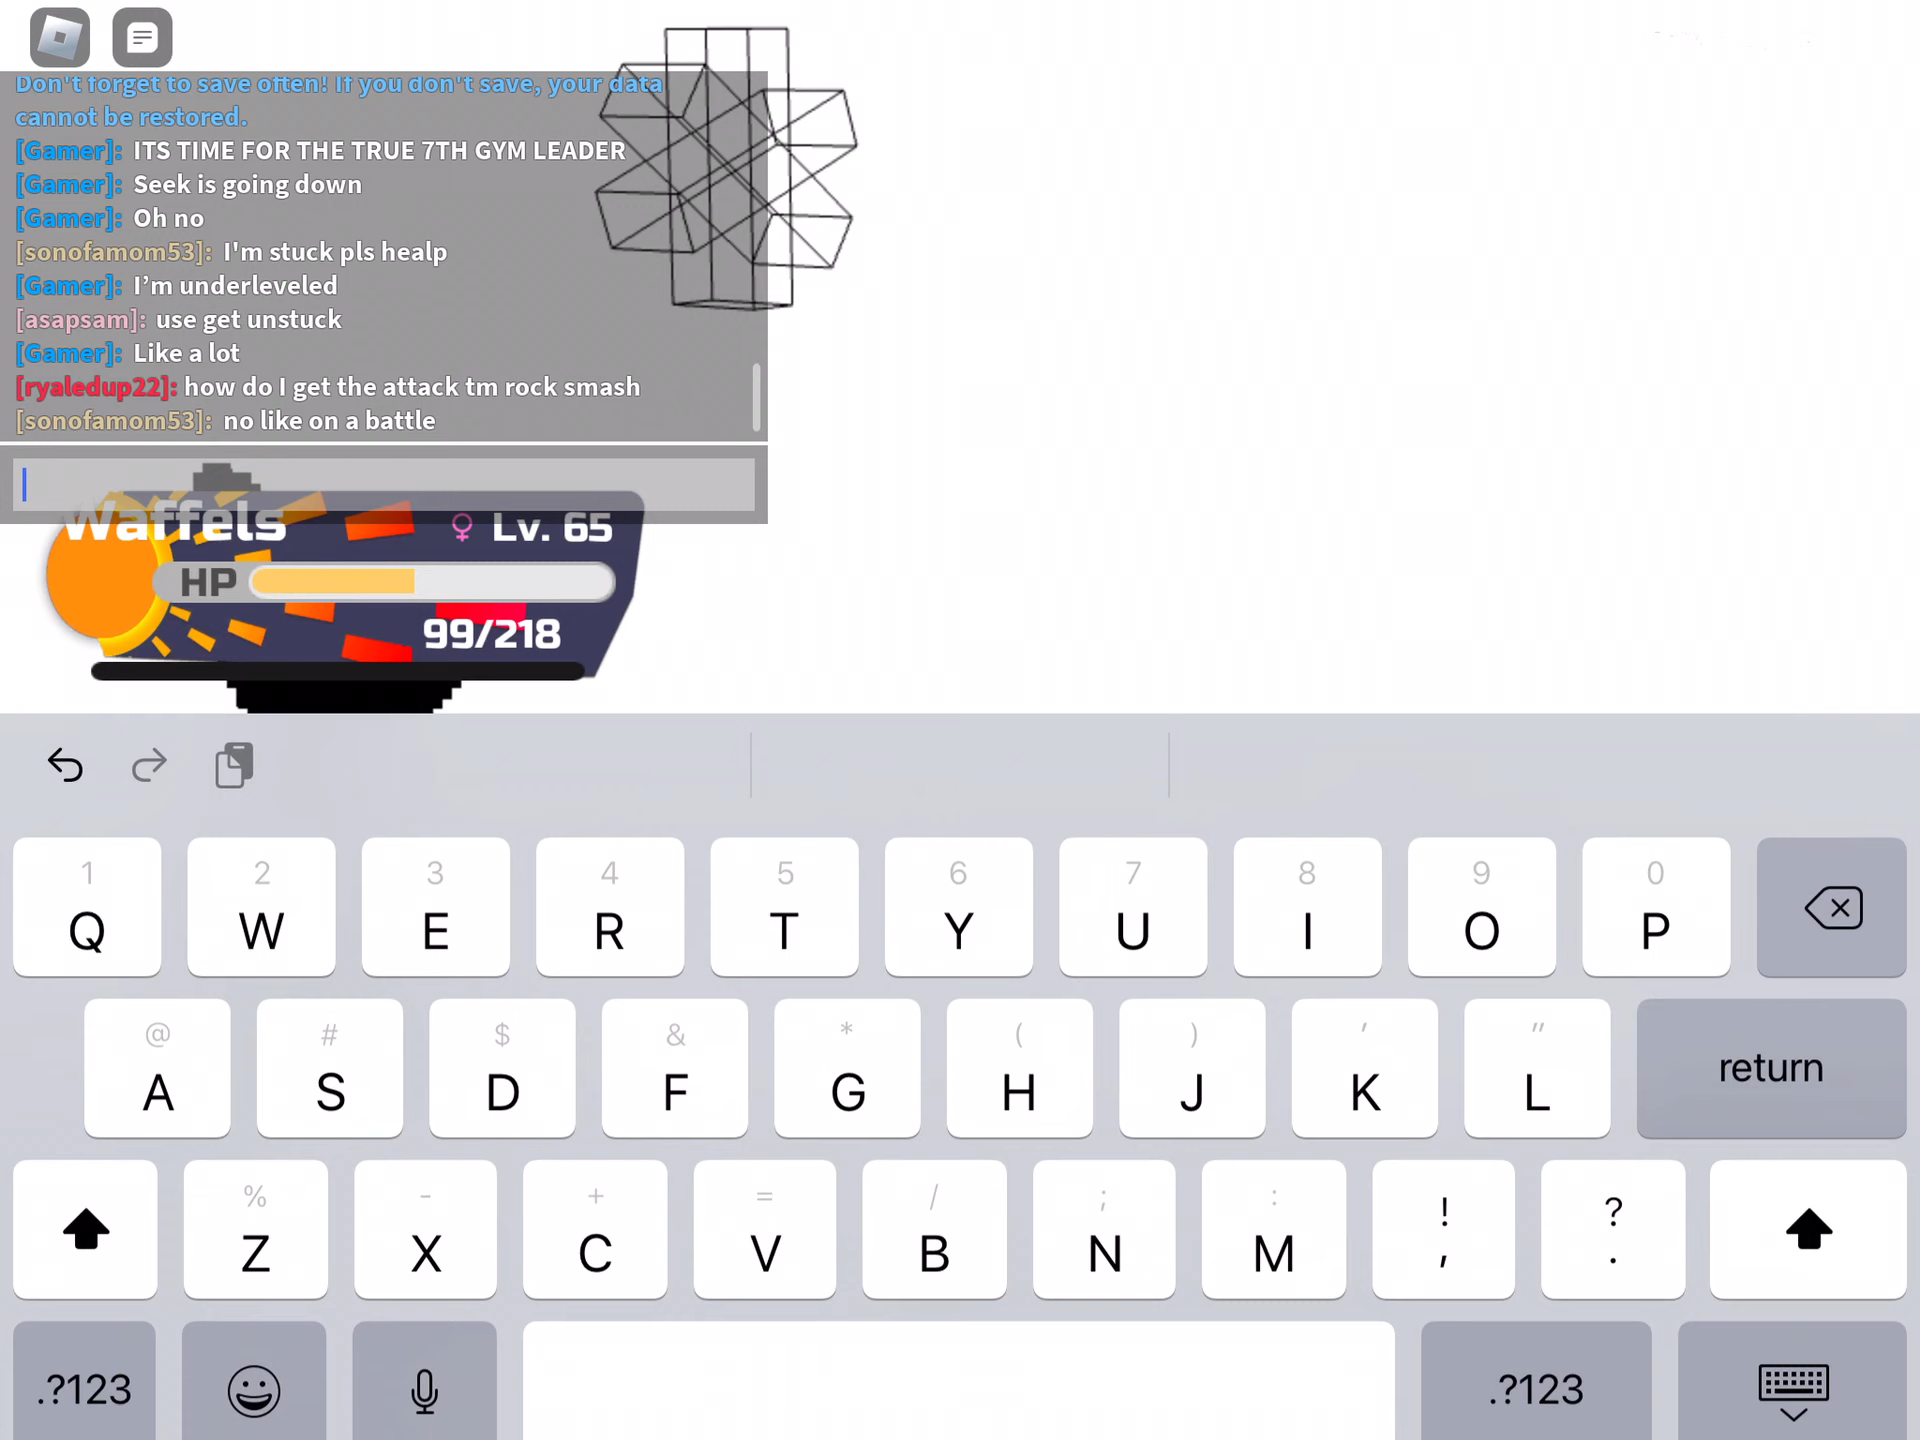 Don't forget to save often! If you don't save, your data
cannot be restored.
[Gamer]: ITS TIME FOR THE TRUE 7TH GYM LEADER
[Gamer]: Seek is going down
[Gamer]: Oh no
[sonofamom53]: I'm stuck pls healp
[Gamer]: I’m underleveled
[asapsam]: use get unstuck
[Gamer]: Like a lot
[ryaledup22]: how do I get the attack tm rock smash
[sonofamom53]: no like on a battle
Waffels ♀ Lv. 65
HP
99/218
1 2 3 4 5 6 7 8 9 0
Q W E R T Y U I O P
@ # $ & * ( ) ' "
A S D F G H J K L return
% - + = / ; : ! ?
Z X C V B N M , .
.?123 .?123